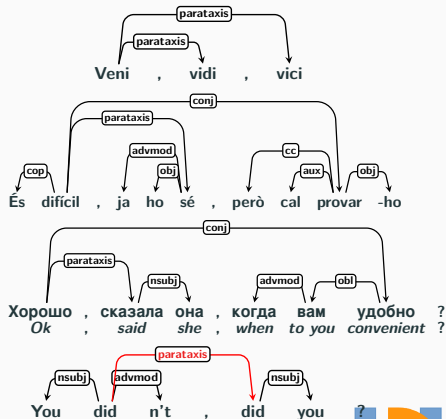 parataxis
parataxis
Veni , vidi , vici
conj
parataxis
advmod cc
cop obj aux obj
És difícil , ja ho sé , però cal provar -ho
conj
parataxis
nsubj advmod obl
Хорошо , сказала она , когда вам удобно ?
Ok , said she , when to you convenient ?
parataxis
nsubj advmod nsubj
You did n't , did you ?